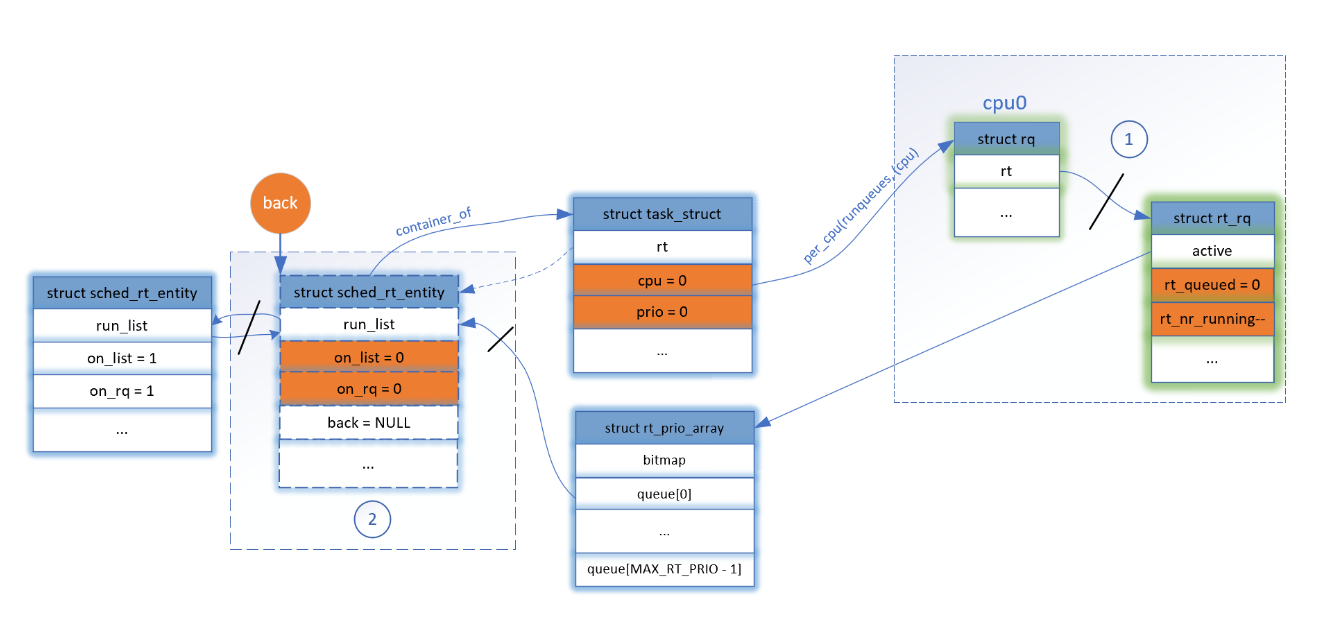 cpu0
struct rq
rt
...
1
struct rt_rq
active
rt_queued = 0
rt_nr_running--
...
per_cpu(runqueues, (cpu)
back
container_of
struct task_struct
rt
cpu = 0
prio = 0
...
struct sched_rt_entity
run_list
on_list = 1
on_rq = 1
...
struct sched_rt_entity
run_list
on_list = 0
on_rq = 0
back = NULL
...
2
struct rt_prio_array
bitmap
queue[0]
...
queue[MAX_RT_PRIO - 1]